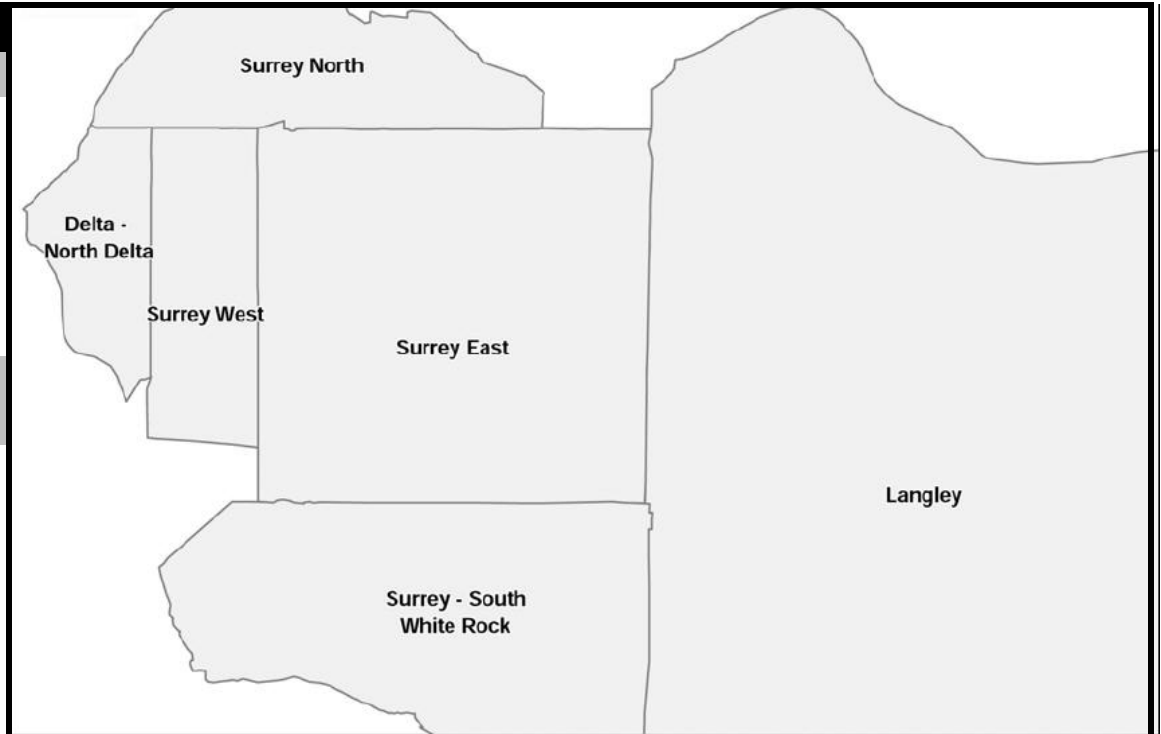 Surrey North
Delta -
North Delta
Surrey West
Surrey East
Langley
Surrey - South
White Rock